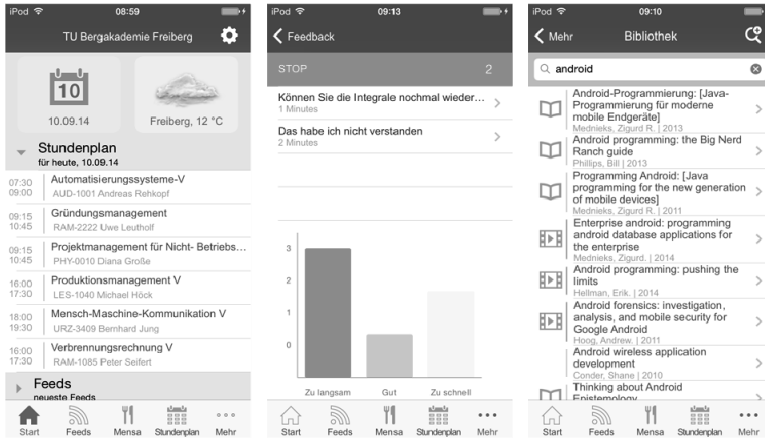 iPod 08:59
TU Bergakademie Freiberg
10
10.09.14
Freiberg, 12 °C
Stundenplan
für heute, 10.09.14
07:30 Automatisierungssysteme-V
09:00 AUD-1001 Andreas Rehkopf
09:15 Gründungsmanagement
10:45 RAM-2222 Uwe Leutholf
09:15 Projektmanagement für Nicht- Betriebs...
10:45 PHY-0010 Diana Große
16:00 Produktionsmanagement V
17:30 LES-1040 Michael Höck
18:00 Mensch-Maschine-Kommunikation V
19:30 URZ-3409 Bernhard Jung
16:00 Verbrennungsrechnung V
17:30 RAM-1085 Peter Seifert
Feeds
neueste Feeds
Start Feeds Mensa Stundenplan Mehr
iPod 09:13
Feedback
STOP 2
Können Sie die Integrale nochmal wieder...
1 Minutes
Das habe ich nicht verstanden
2 Minutes
3
2
1
0
Zu langsam Gut Zu schnell
Start Feeds Mensa Stundenplan Mehr
iPod 09:10
Mehr Bibliothek
android
Android-Programmierung: [Java-
Programmierung für moderne
mobile Endgeräte]
Mednieks, Zigurd R. | 2013
Android programming: the Big Nerd
Ranch guide
Phillips, Bill | 2013
Programming Android: [Java
programming for the new generation
of mobile devices]
Mednieks, Zigurd R. | 2011
Enterprise android: programming
android database applications for
the enterprise
Mednieks, Zigurd. | 2014
Android programming: pushing the
limits
Hellman, Erik. | 2014
Android forensics: investigation,
analysis, and mobile security for
Google Android
Hoog, Andrew. | 2011
Android wireless application
development
Conder, Shane | 2010
Thinking about Android
Epistemology
Start Feeds Mensa Stundenplan Mehr